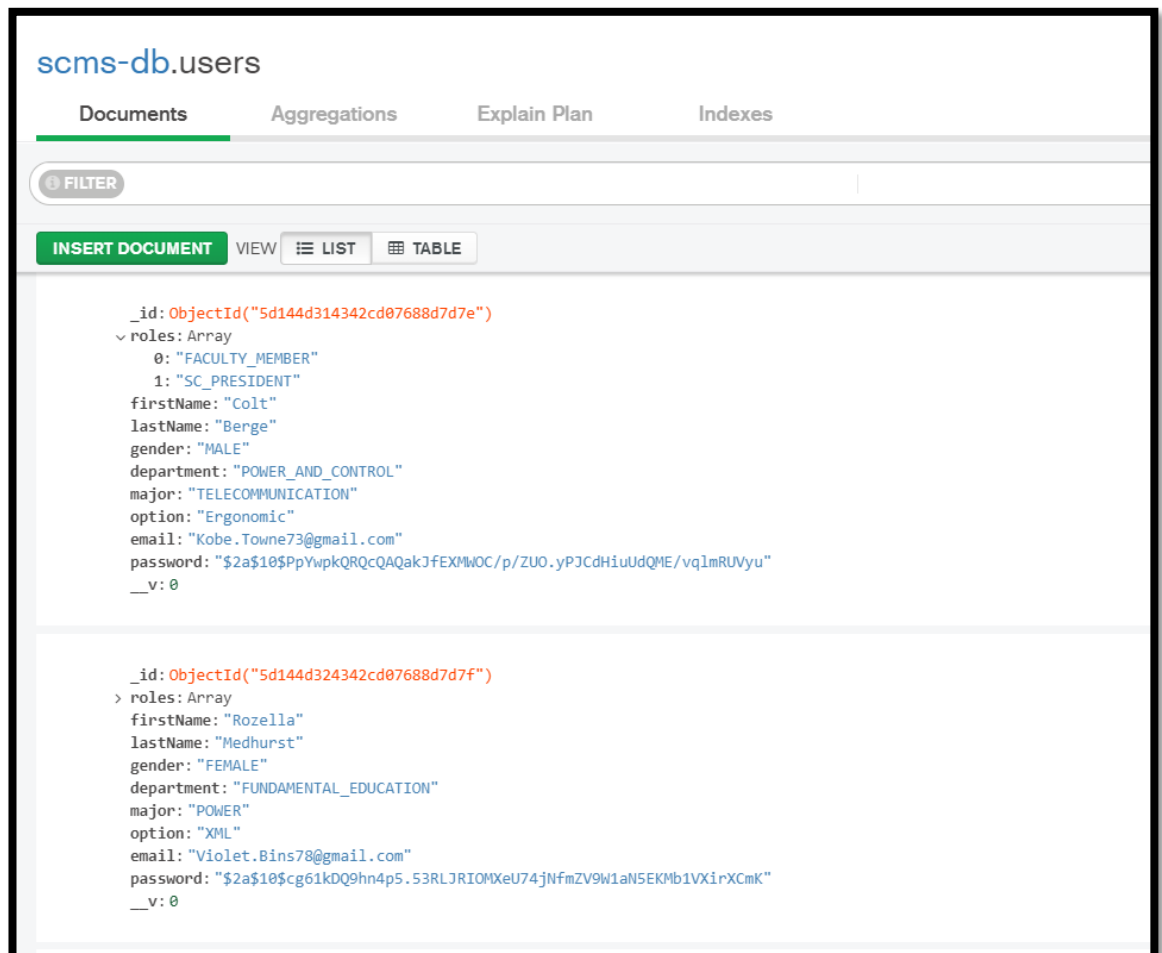 scms-db.users
Documents Aggregations Explain Plan Indexes
FILTER
INSERT DOCUMENT VIEW LIST TABLE
_id: ObjectId("5d144d314342cd07688d7d7e")
roles: Array
0: "FACULTY_MEMBER"
1: "SC_PRESIDENT"
firstName: "Colt"
lastName: "Berge"
gender: "MALE"
department: "POWER_AND_CONTROL"
major: "TELECOMMUNICATION"
option: "Ergonomic"
email: "Kobe.Towne73@gmail.com"
password: "$2a$10$PpYwpkQRQcQAQakJfEXMWOC/p/ZUO.yPJCdHiuUdQME/vqlmRUVyu"
__v: 0
_id: ObjectId("5d144d324342cd07688d7d7f")
roles: Array
firstName: "Rozella"
lastName: "Medhurst"
gender: "FEMALE"
department: "FUNDAMENTAL_EDUCATION"
major: "POWER"
option: "XML"
email: "Violet.Bins78@gmail.com"
password: "$2a$10$cg61kDQ9hn4p5.53RLJRIOMXeU74jNfmZV9W1aN5EKMb1VXirXCmK"
__v: 0